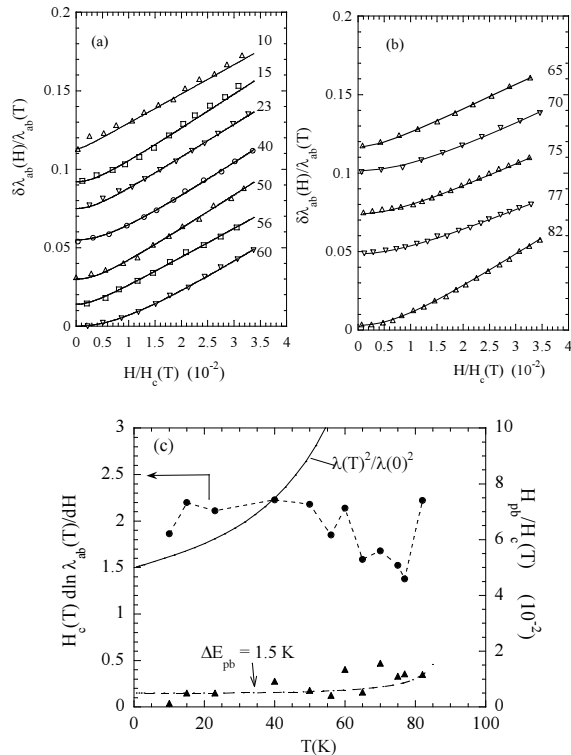 (a)
0.2
0.15
0.1
0.05
0
δλab(H)/λab(T)
10
15
23
40
50
56
60
0 0.5 1 1.5 2 2.5 3 3.5 4
H/Hc(T) (10-2)
(b)
0.2
0.15
0.1
0.05
0
δλab(H)/λab(T)
65
70
75
77
82
0 0.5 1 1.5 2 2.5 3 3.5 4
H/Hc(T) (10-2)
(c)
3
2.5
2
1.5
1
0.5
0
Hc(T) dln λab(T)/dH
λ(T)2/λ(0)2
ΔEpb = 1.5 K
10
8
6
4
2
0
Hpb/Hc(T) (10-2)
0 20 40 60 80 100
T(K)